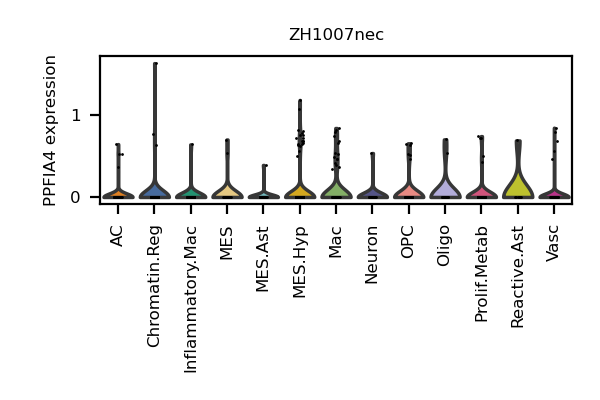 ZH1007nec
PPFIA4 expression
1
0
AC
Chromatin.Reg
Inflammatory.Mac
MES
MES.Ast
MES.Hyp
Mac
Neuron
OPC
Oligo
Prolif.Metab
Reactive.Ast
Vasc